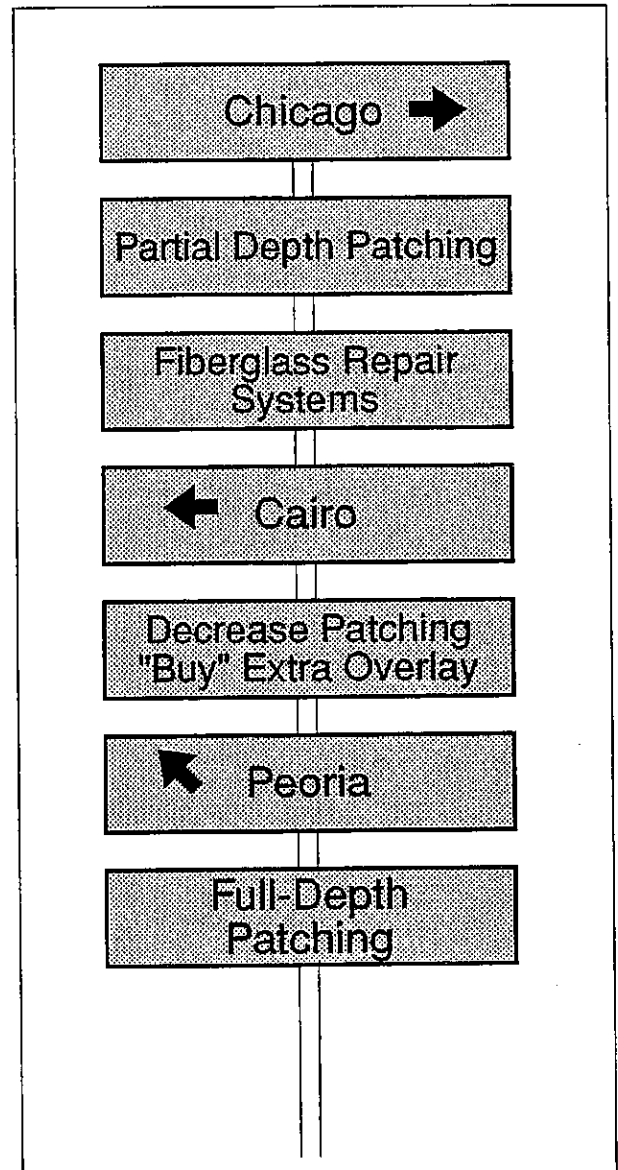 Chicago
Partial Depth Patching
Fiberglass Repair
Systems
Cairo
Decrease Patching
"Buy" Extra Overlay
Peoria
Full-Depth
Patching